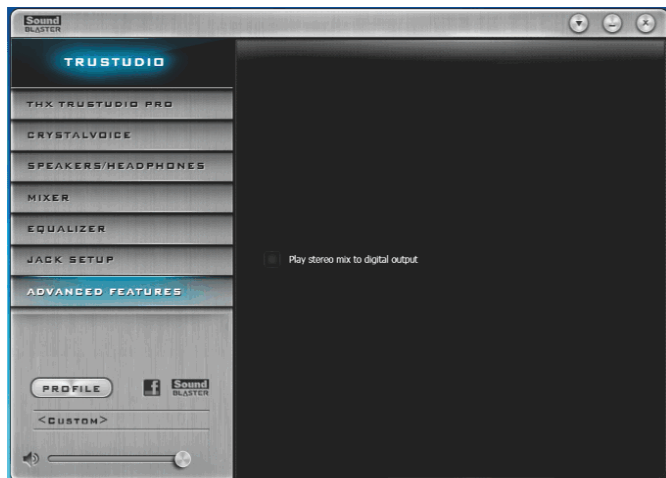 Sound
BLASTER
TRUSTUDIO
THX TRUSTUDIO PRO
CRYSTALVOICE
SPEAKERS/HEADPHONES
MIXER
EQUALIZER
JACK SETUP
Play stereo mix to digital output
ADVANCED FEATURES
PROFILE
f
Sound
BLASTER
<CUSTOM>